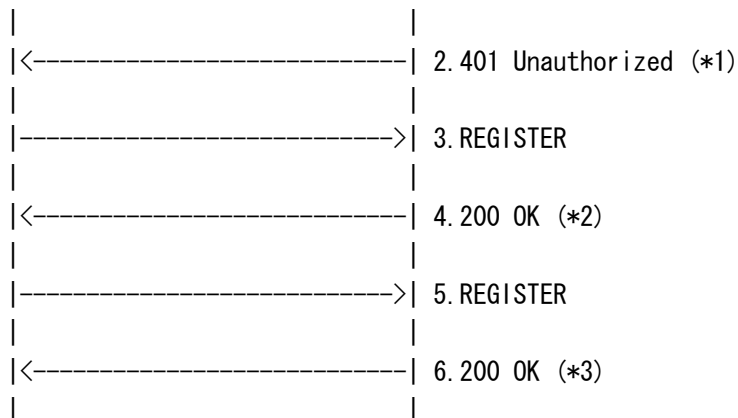 |                             |
|<----------------------------| 2.401 Unauthorized (*1)
|                             |
|---------------------------->| 3.REGISTER
|                             |
|<----------------------------| 4.200 OK (*2)
|                             |
|---------------------------->| 5.REGISTER
|                             |
|<----------------------------| 6.200 OK (*3)
|                             |